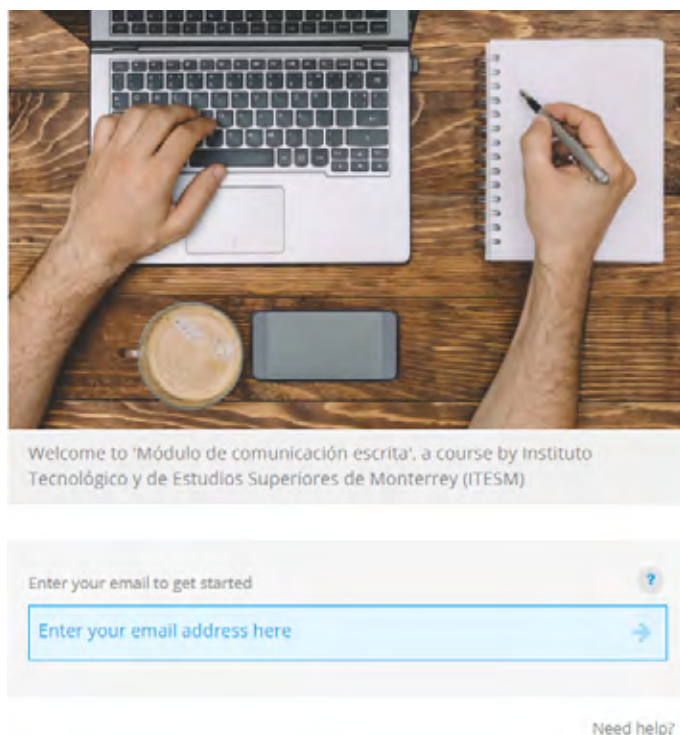 Welcome to 'Módulo de comunicación escrita', a course by Instituto
Tecnológico y de Estudios Superiores de Monterrey (ITESM)
Enter your email to get started
?
Enter your email address here
Need help?